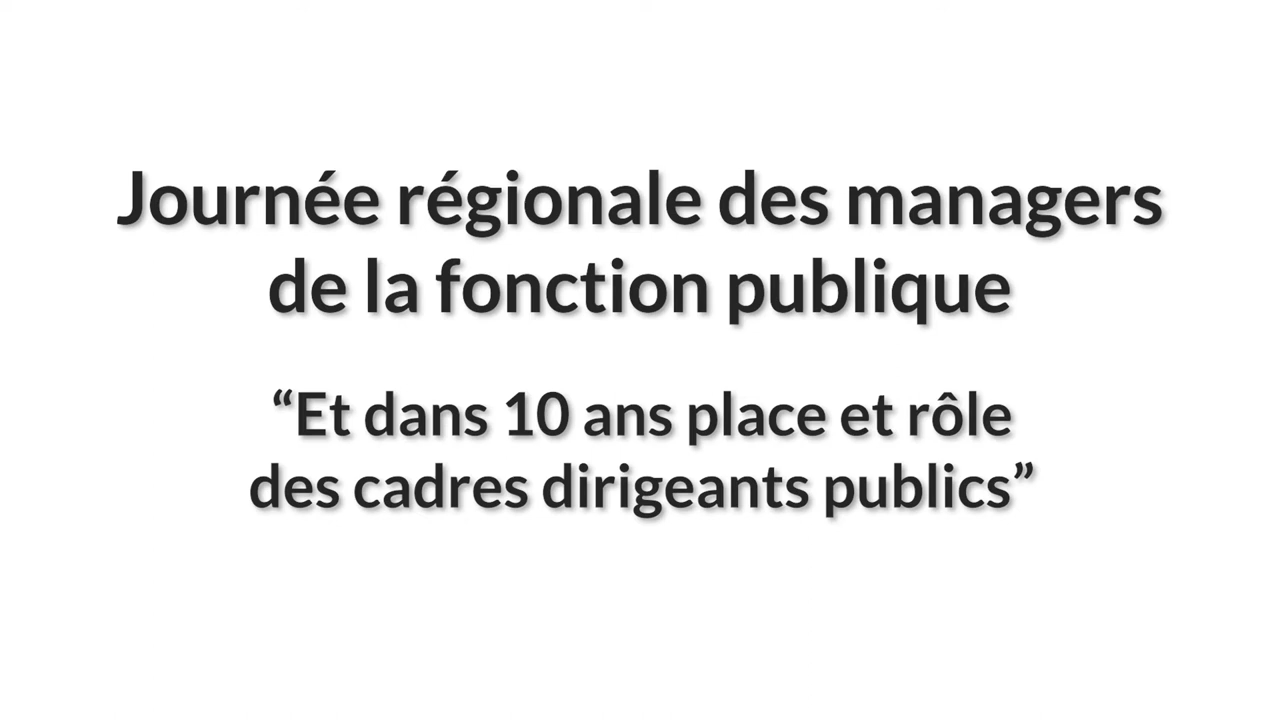 Journée régionale des managers
de la fonction publique
“Et dans 10 ans place et rôle
des cadres dirigeants publics”